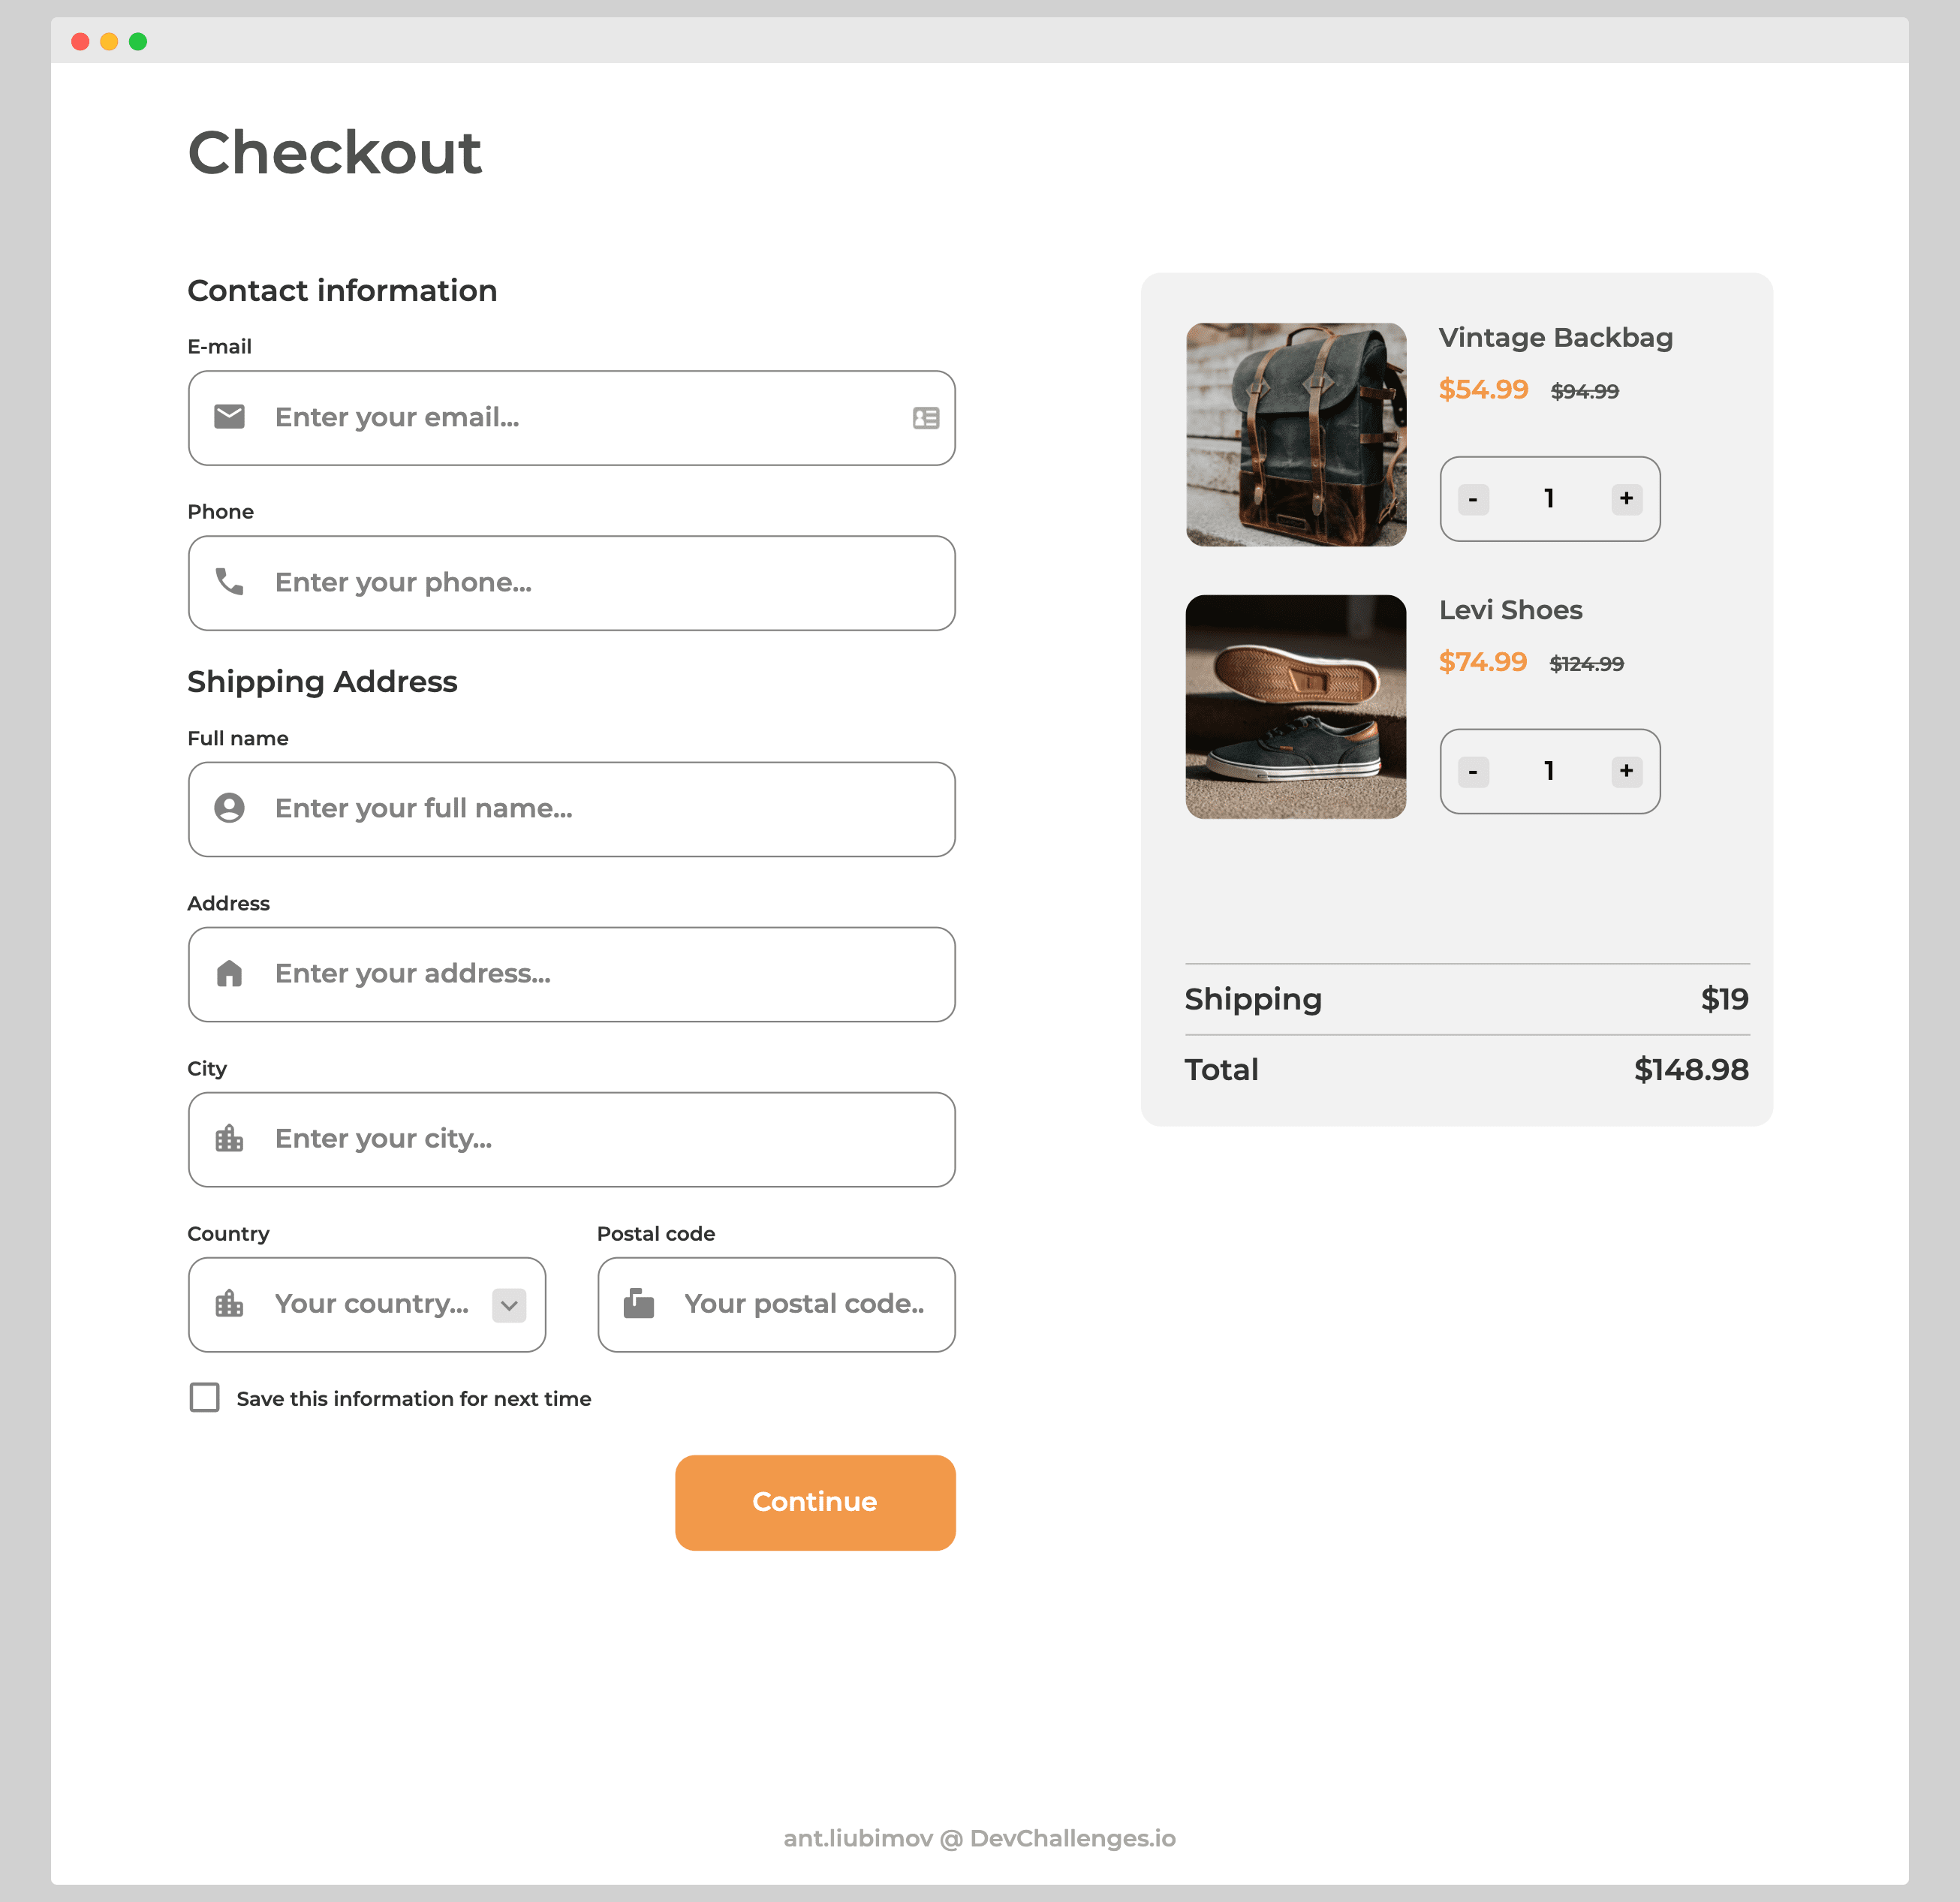 Checkout
Contact information
E-mail
Enter your email...
Phone
Enter your phone...
Shipping Address
Full name
Enter your full name...
Address
Enter your address...
City
Enter your city...
Country
Your country...
Postal code
Your postal code..
Save this information for next time
Continue
Vintage Backbag
$54.99 $94.99
- 1 +
Levi Shoes
$74.99 $124.99
- 1 +
Shipping $19
Total $148.98
ant.liubimov @ DevChallenges.io